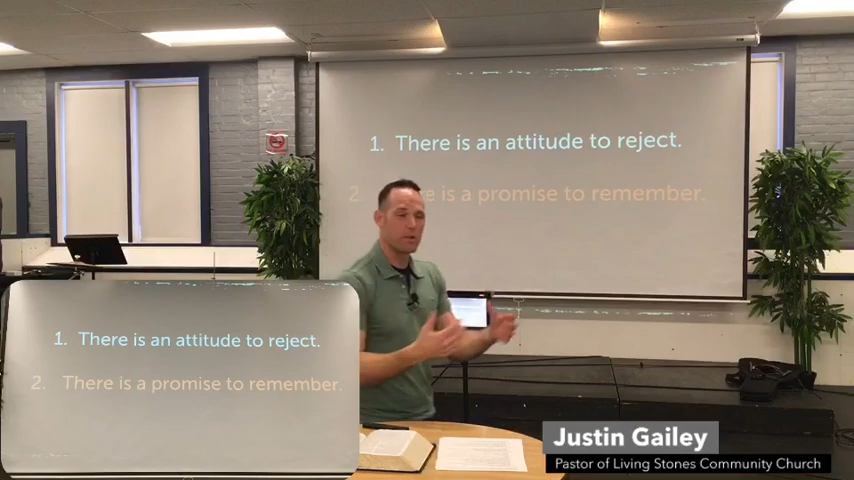 1. There is an attitude to reject.
2. e is a promise to remember.
1. There is an attitude to reject.
2. There is a promise to remember.
Justin Gailey
Pastor of Living Stones Community Church